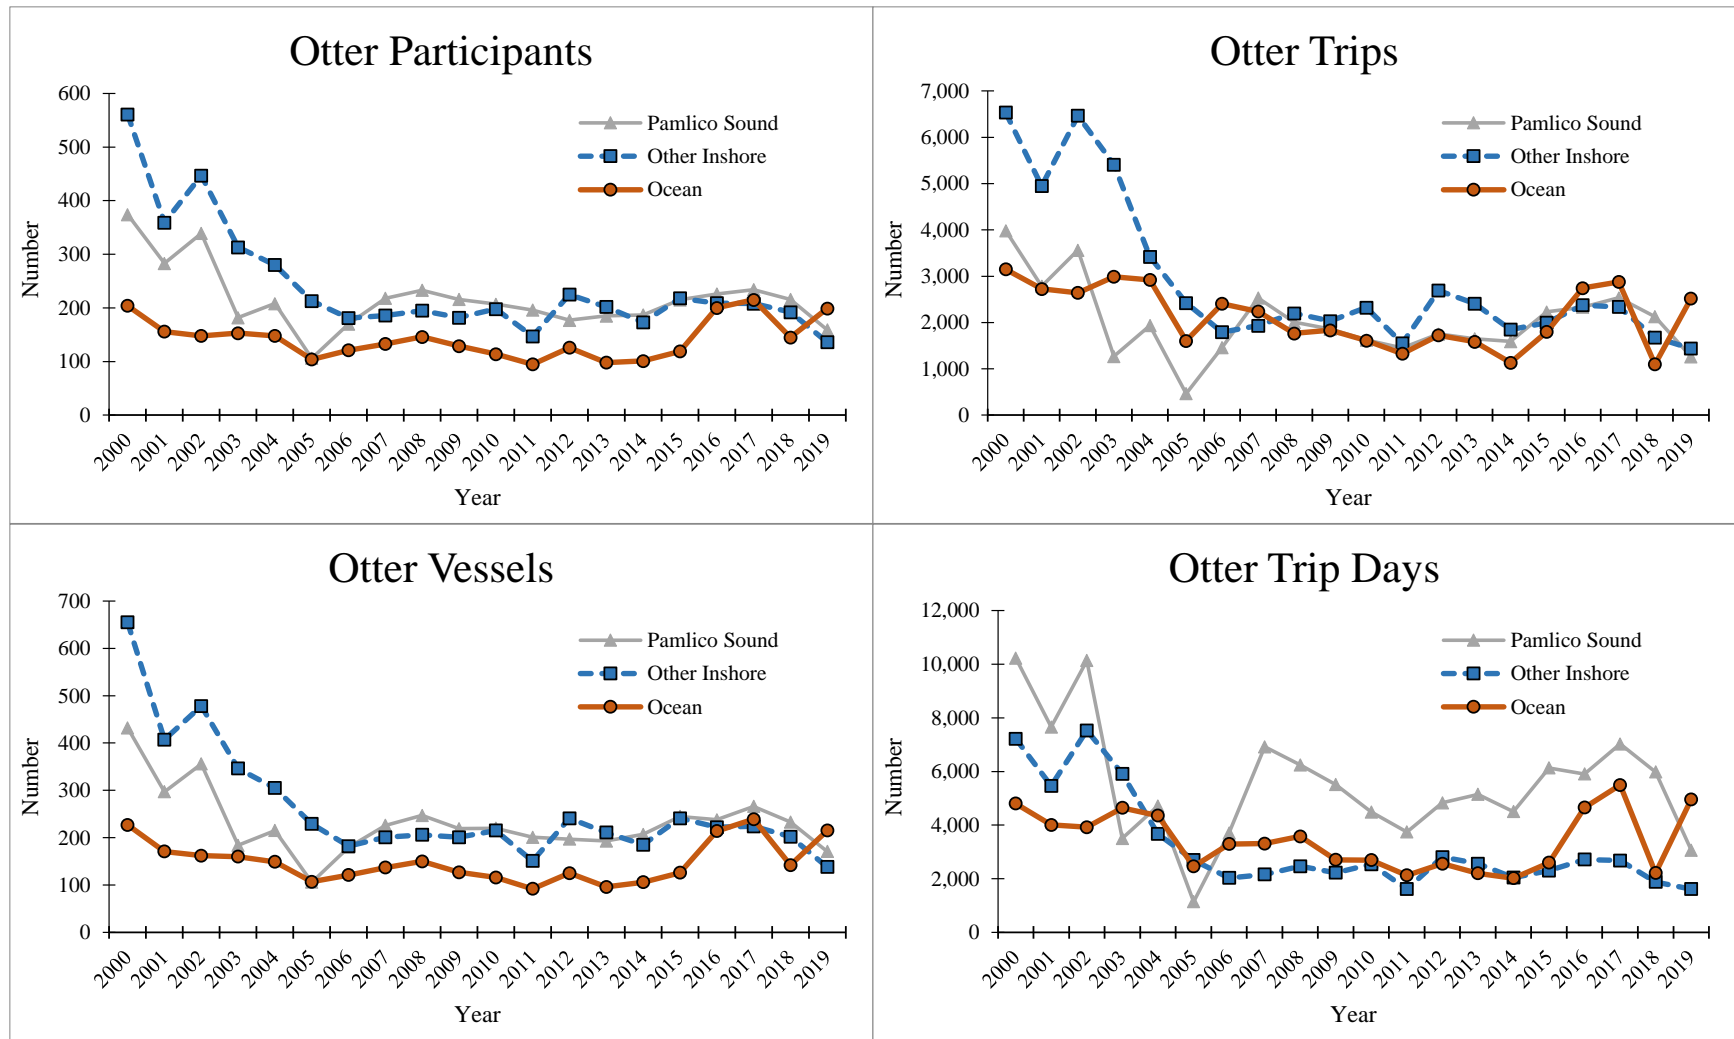 Otter Participants
600
500
400
300
200
100
0
Number
Pamlico Sound
Other Inshore
Ocean
2000 2001 2002 2003 2004 2005 2006 2007 2008 2009 2010 2011 2012 2013 2014 2015 2016 2017 2018 2019
Year
Otter Trips
7,000
6,000
5,000
4,000
3,000
2,000
1,000
0
Number
Pamlico Sound
Other Inshore
Ocean
2000 2001 2002 2003 2004 2005 2006 2007 2008 2009 2010 2011 2012 2013 2014 2015 2016 2017 2018 2019
Year
Otter Vessels
700
600
500
400
300
200
100
0
Number
Pamlico Sound
Other Inshore
Ocean
2000 2001 2002 2003 2004 2005 2006 2007 2008 2009 2010 2011 2012 2013 2014 2015 2016 2017 2018 2019
Year
Otter Trip Days
12,000
10,000
8,000
6,000
4,000
2,000
0
Number
Pamlico Sound
Other Inshore
Ocean
2000 2001 2002 2003 2004 2005 2006 2007 2008 2009 2010 2011 2012 2013 2014 2015 2016 2017 2018 2019
Year